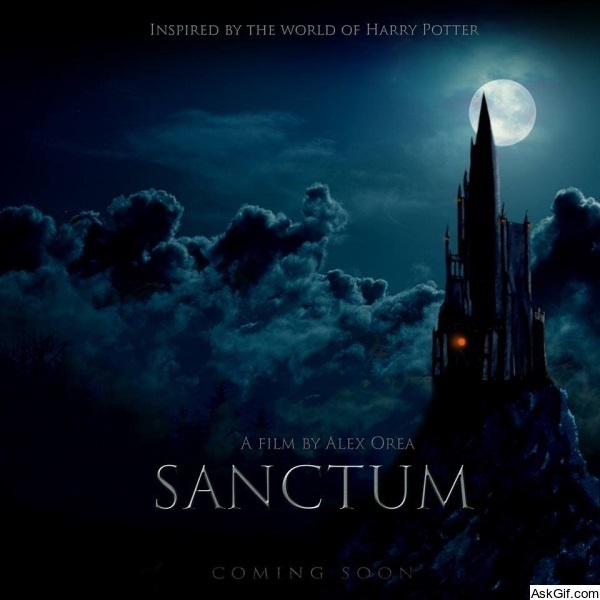 INSPIRED BY THE WORLD OF HARRY POTTER
A FILM BY ALEX OREA
SANCTUM
COMING SOON
AskGif.com